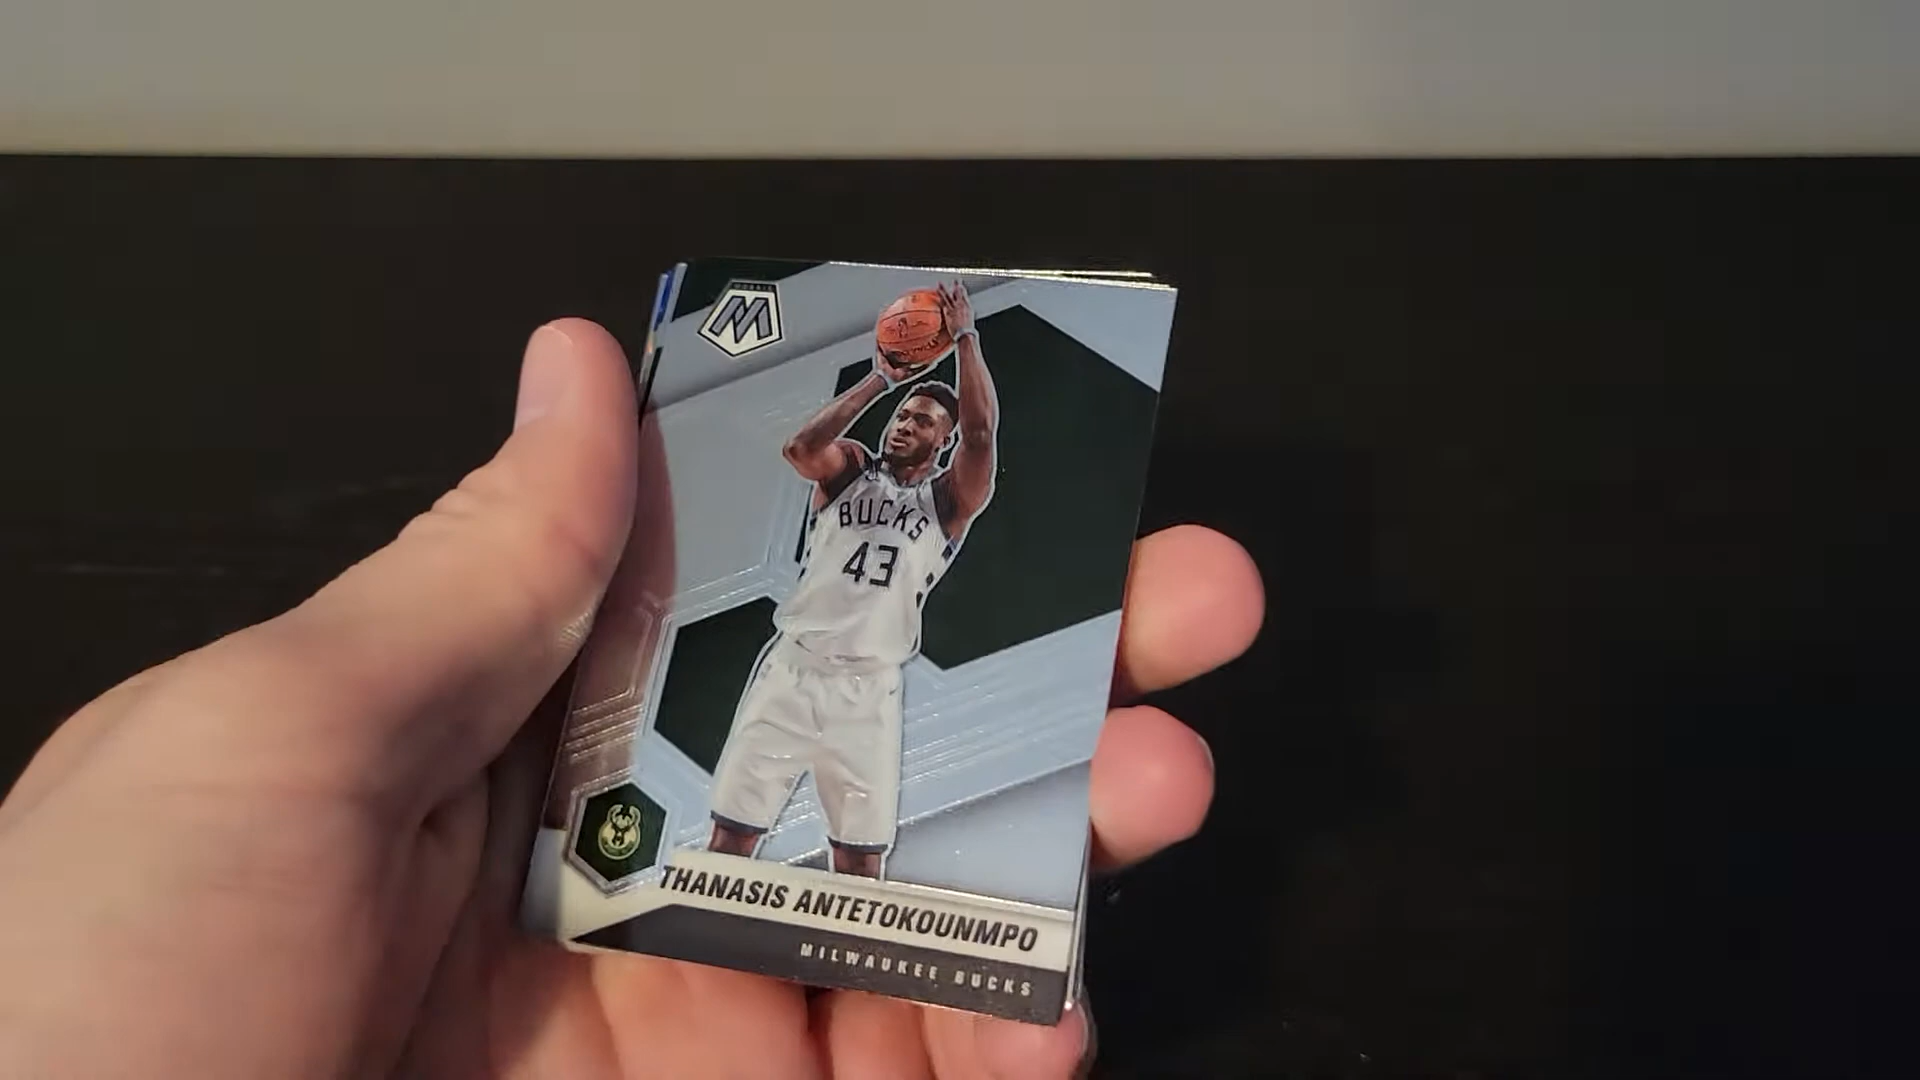 MOSAIC
BUCKS
43
THANASIS ANTETOKOUNMPO
MILWAUKEE BUCKS